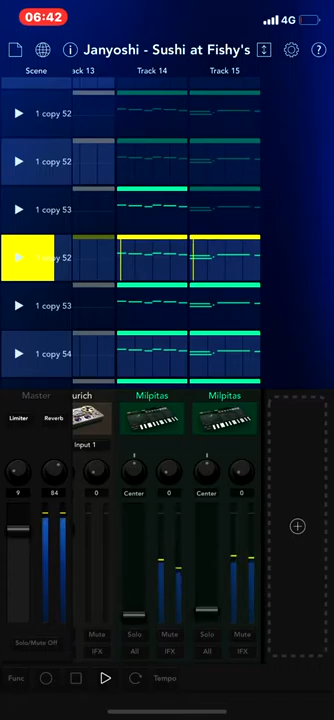 06:42
4G
Janyoshi - Sushi at Fishy's
Scene
ack 13
Track 14
Track 15
1 copy 52
1 copy 52
1 copy 53
copy 52
1 copy 53
1 copy 54
Master
urich
Milpitas
Milpitas
Limiter
Reverb
Input 1
9
84
0
Center
0
Center
0
Mute
Solo
Mute
Solo
Mute
Solo/Mute Off
IFX
All
IFX
All
IFX
Func
Tempo